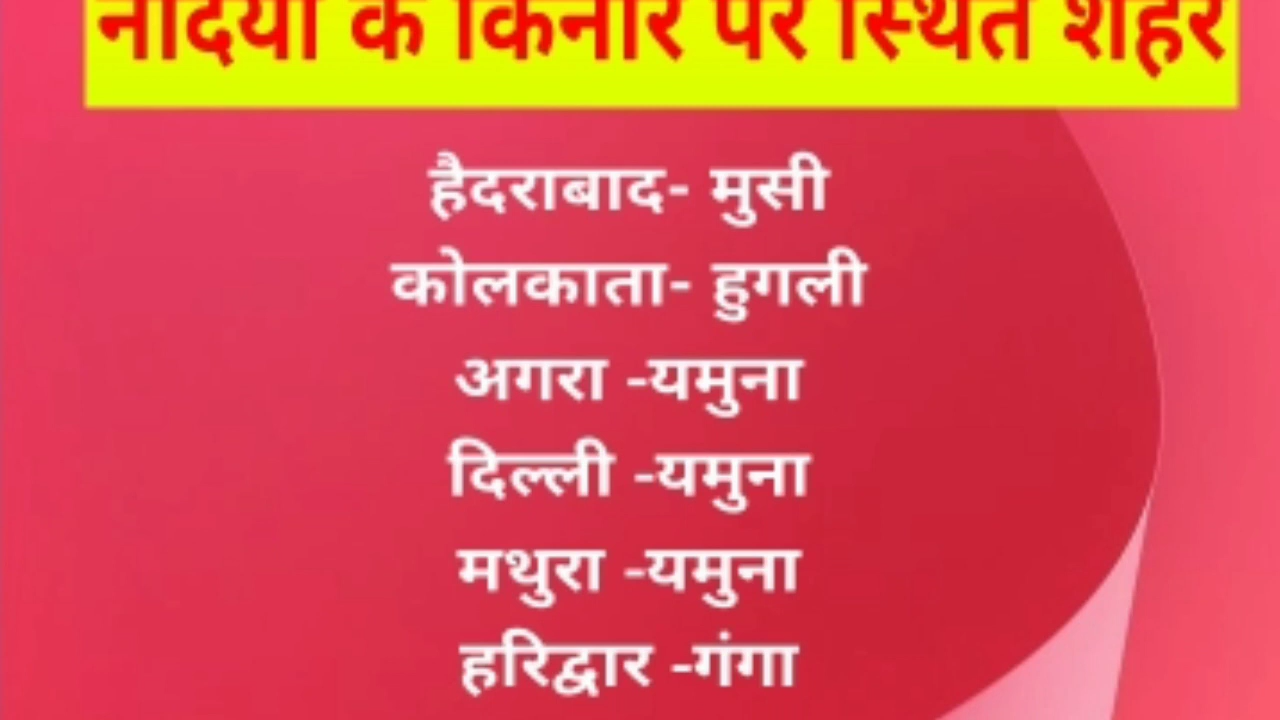 नदियों के किनारे पर स्थित शहर
हैदराबाद- मुसी
कोलकाता- हुगली
अगरा -यमुना
दिल्ली -यमुना
मथुरा -यमुना
हरिद्वार -गंगा